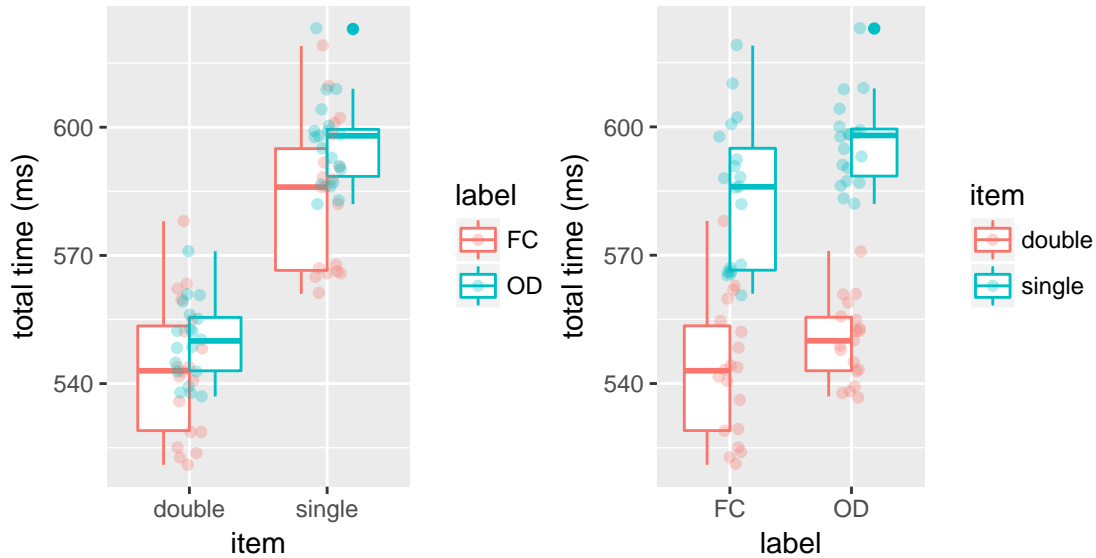 total time (ms)
600
570
540
double
single
item
label
FC
OD
total time (ms)
600
570
540
FC
OD
label
item
double
single